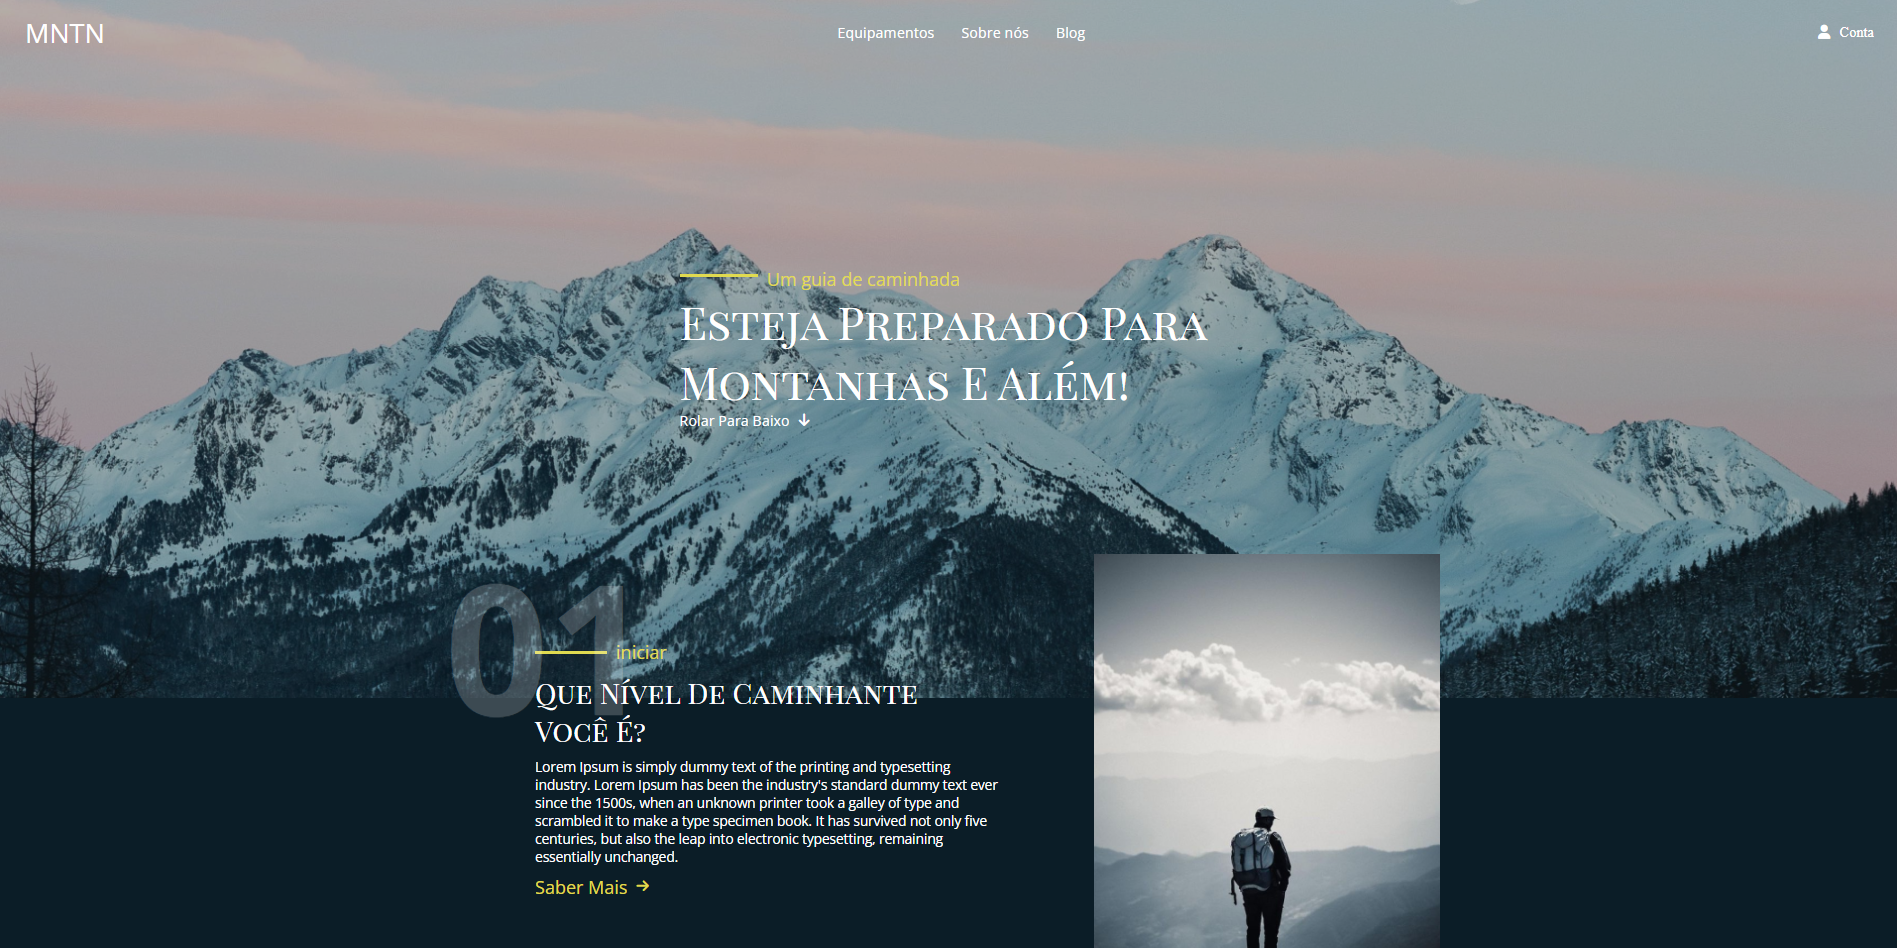 MNTN
Equipamentos Sobre nós Blog
Conta
Um guia de caminhada
Esteja Preparado Para
Montanhas E Além!
Rolar Para Baixo
01
iniciar
Que Nível De Caminhante
Você É?
Lorem Ipsum is simply dummy text of the printing and typesetting
industry. Lorem Ipsum has been the industry's standard dummy text ever
since the 1500s, when an unknown printer took a galley of type and
scrambled it to make a type specimen book. It has survived not only five
centuries, but also the leap into electronic typesetting, remaining
essentially unchanged.
Saber Mais